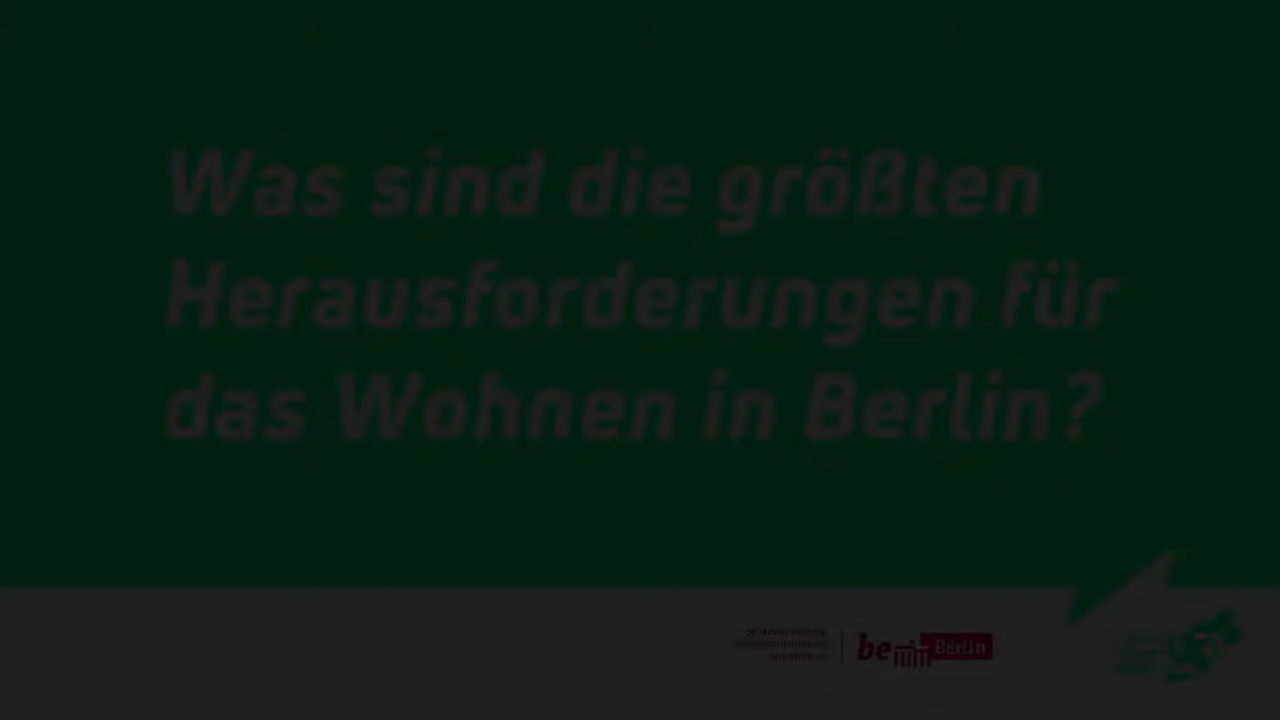 Was sind die größten
Herausforderungen für
das Wohnen in Berlin?
be Berlin